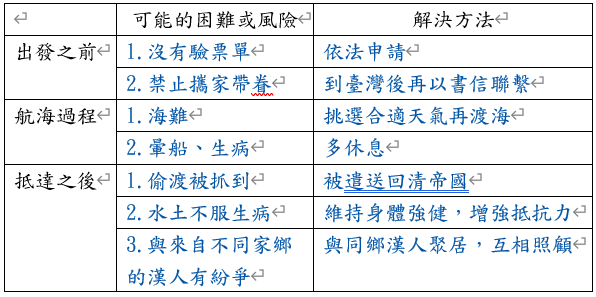 可能的困難或風險 解決方法
出發之前 1.沒有驗票單 依法申請
2.禁止攜家帶眷 到臺灣後再以書信聯繫
航海過程 1.海難 挑選合適天氣再渡海
2.暈船、生病 多休息
抵達之後 1.偷渡被抓到 被遣送回清帝國
2.水土不服生病 維持身體強健，增強抵抗力
3.與來自不同家鄉 與同鄉漢人聚居，互相照顧
的漢人有紛爭